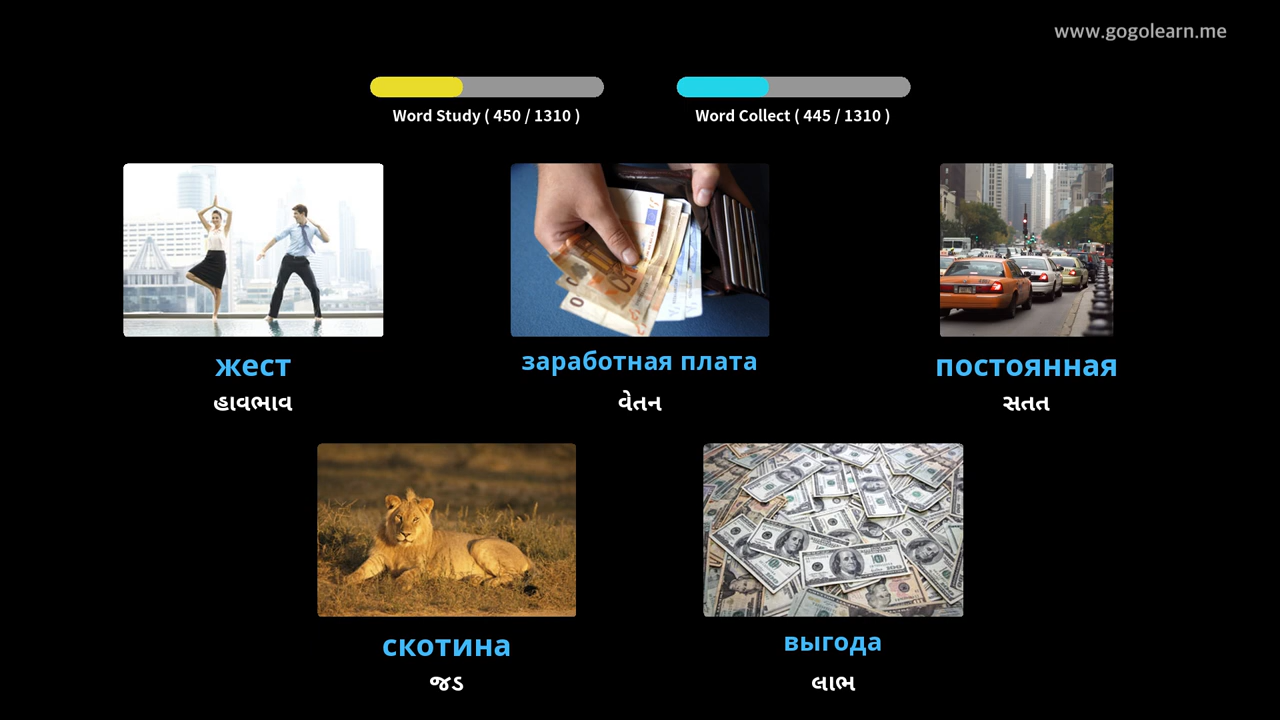 www.gogolearn.me
Word Study ( 450 / 1310 )
Word Collect ( 445 / 1310 )
жест
заработная плата
постоянная
હાવભાવ
વેતન
સતત
скотина
выгода
જડ
લાભ